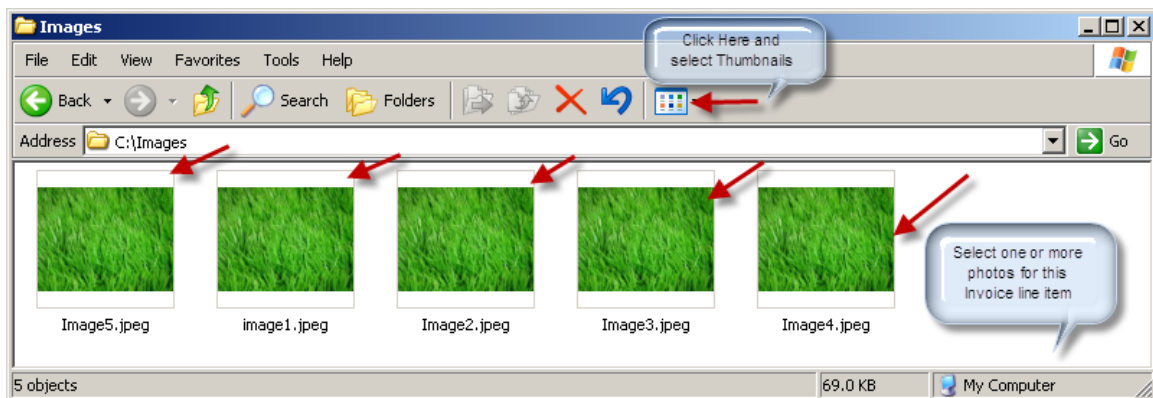 Images
Click Here and
select Thumbnails
File Edit View Favorites Tools Help
Back Search Folders
Address C:\Images Go
Select one or more
photos for this
Invoice line item
Image5.jpeg image1.jpeg Image2.jpeg Image3.jpeg Image4.jpeg
5 objects 69.0 KB My Computer